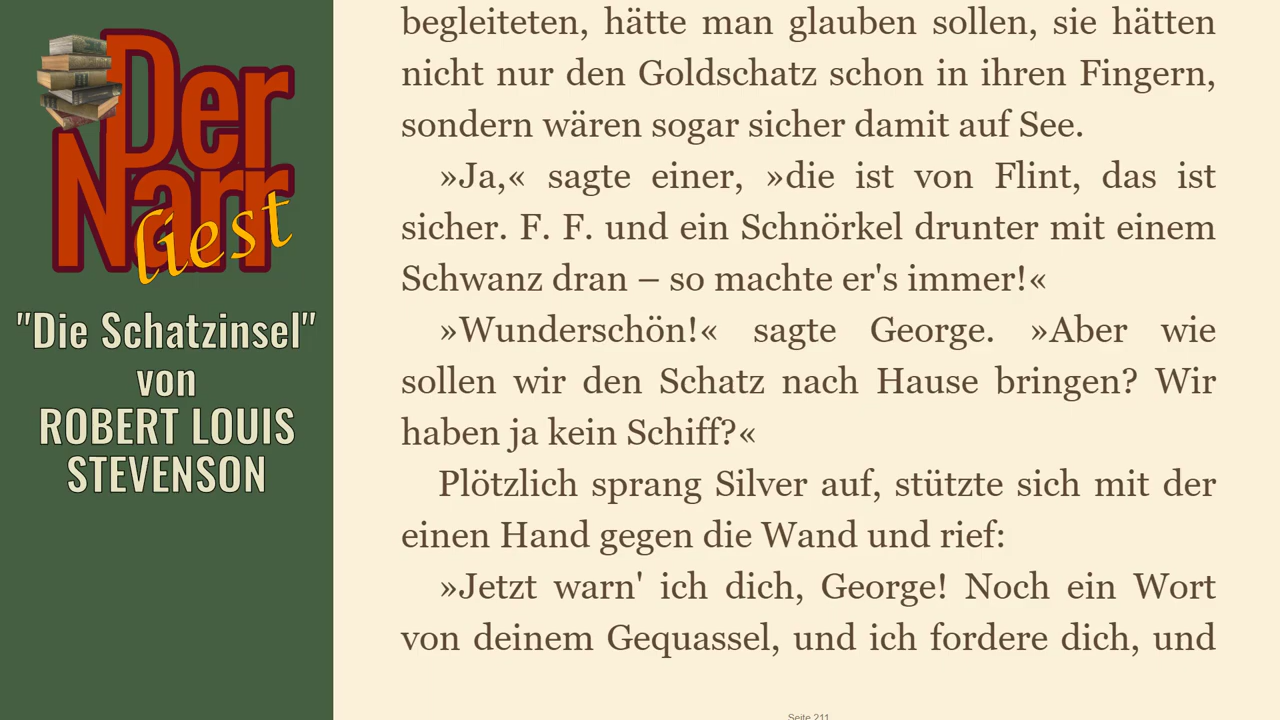 Der
Narr
liest
"Die Schatzinsel"
von
ROBERT LOUIS
STEVENSON
begleiteten, hätte man glauben sollen, sie hätten
nicht nur den Goldschatz schon in ihren Fingern,
sondern wären sogar sicher damit auf See.
»Ja,« sagte einer, »die ist von Flint, das ist
sicher. F. F. und ein Schnörkel drunter mit einem
Schwanz dran – so machte er's immer!«
»Wunderschön!« sagte George. »Aber wie
sollen wir den Schatz nach Hause bringen? Wir
haben ja kein Schiff?«
Plötzlich sprang Silver auf, stützte sich mit der
einen Hand gegen die Wand und rief:
»Jetzt warn' ich dich, George! Noch ein Wort
von deinem Gequassel, und ich fordere dich, und
Seite 211